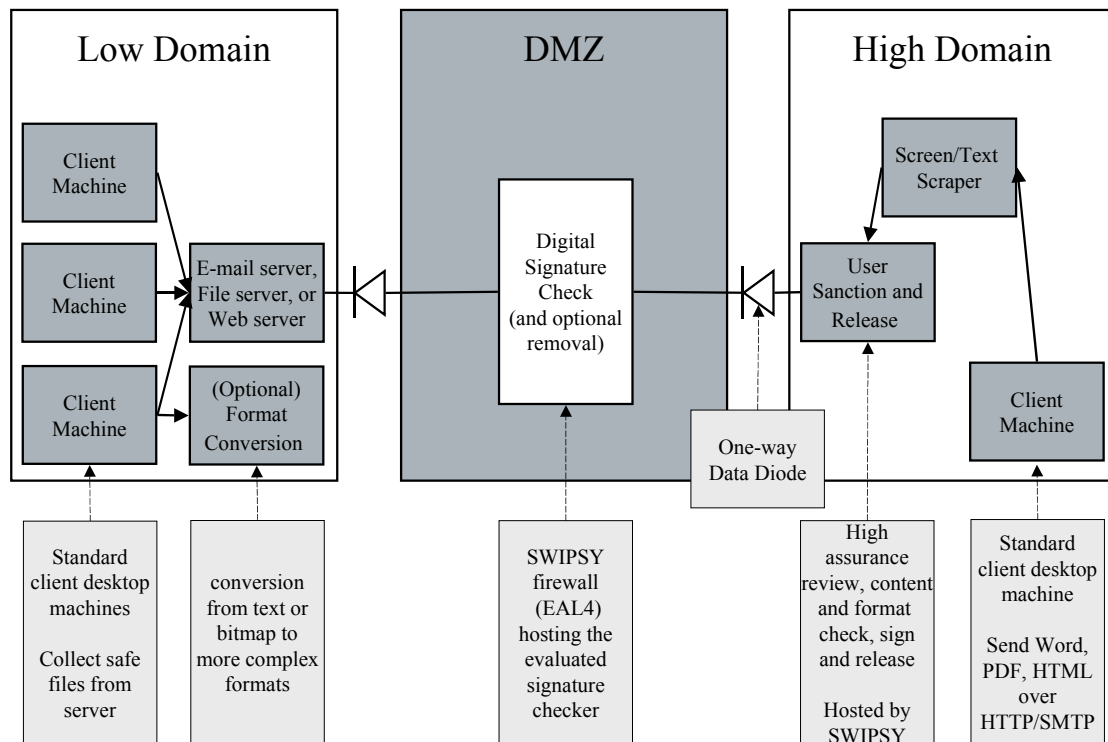 Low Domain
DMZ
High Domain
Client
Machine
Client
Machine
Client
Machine
E-mail server,
File server, or
Web server
(Optional)
Format
Conversion
Digital
Signature
Check
(and optional
removal)
Screen/Text
Scraper
User
Sanction and
Release
Client
Machine
One-way
Data Diode
Standard
client desktop
machines
Collect safe
files from
server
conversion
from text or
bitmap to
more complex
formats
SWIPSY
firewall
(EAL4)
hosting the
evaluated
signature
checker
High
assurance
review, content
and format
check, sign
and release
Hosted by
SWIPSY
Standard
client desktop
machine
Send Word,
PDF, HTML
over
HTTP/SMTP